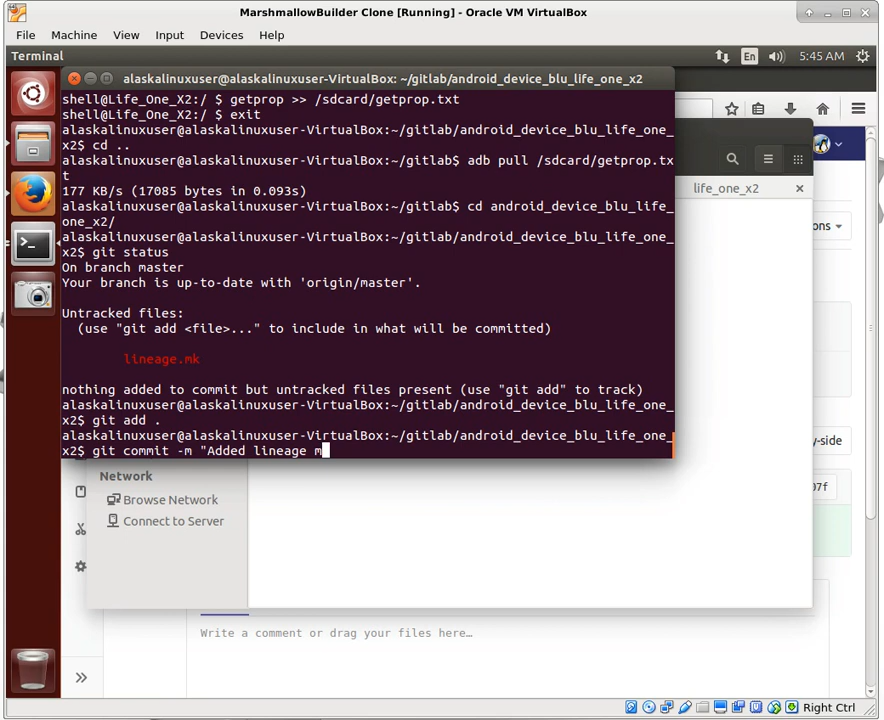 MarshmallowBuilder Clone [Running] - Oracle VM VirtualBox
File Machine View Input Devices Help
Terminal
En
5:45 AM
alaskalinuxuser@alaskalinuxuser-VirtualBox: ~/gitlab/android_device_blu_life_one_x2
shell@Life_One_X2:/ $ getprop >> /sdcard/getprop.txt
shell@Life_One_X2:/ $ exit
alaskalinuxuser@alaskalinuxuser-VirtualBox:~/gitlab/android_device_blu_life_one_
x2$ cd ..
alaskalinuxuser@alaskalinuxuser-VirtualBox:~/gitlab$ adb pull /sdcard/getprop.tx
t
177 KB/s (17085 bytes in 0.093s)
alaskalinuxuser@alaskalinuxuser-VirtualBox:~/gitlab$ cd android_device_blu_life_
one_x2/
alaskalinuxuser@alaskalinuxuser-VirtualBox:~/gitlab/android_device_blu_life_one_
x2$ git status
On branch master
Your branch is up-to-date with 'origin/master'.
Untracked files:
(use "git add <file>..." to include in what will be committed)
lineage.mk
nothing added to commit but untracked files present (use "git add" to track)
alaskalinuxuser@alaskalinuxuser-VirtualBox:~/gitlab/android_device_blu_life_one_
x2$ git add .
alaskalinuxuser@alaskalinuxuser-VirtualBox:~/gitlab/android_device_blu_life_one_
x2$ git commit -m "Added lineage m
life_one_x2
ons
y-side
97f
Network
Browse Network
Connect to Server
Write a comment or drag your files here…
Right Ctrl